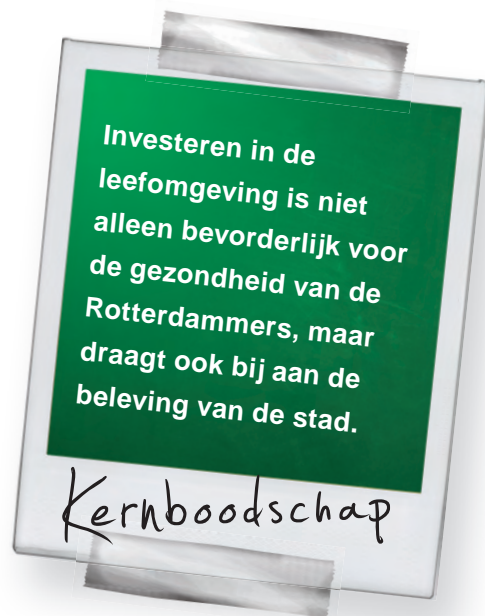 Investeren in de
leefomgeving is niet
alleen bevorderlijk voor
de gezondheid van de
Rotterdammers, maar
draagt ook bij aan de
beleving van de stad.
Kernboodschap